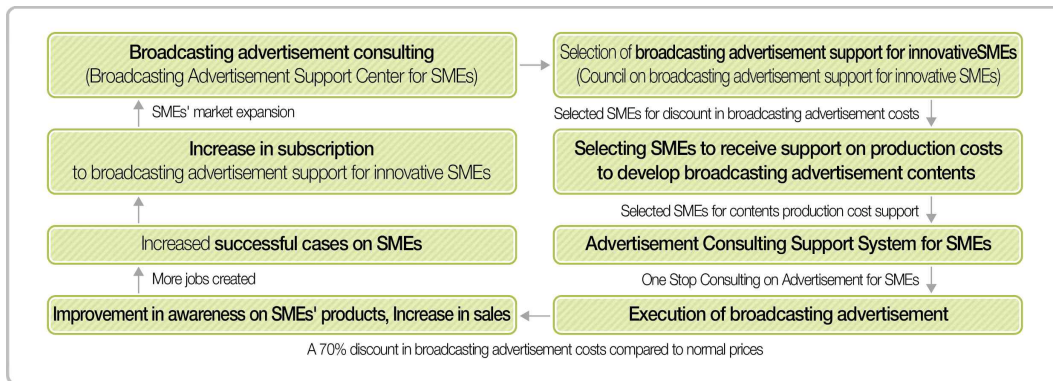 Broadcasting advertisement consulting
(Broadcasting Advertisement Support Center for SMEs)
Selection of broadcasting advertisement support for innovativeSMEs
(Council on broadcasting advertisement support for innovative SMEs)
SMEs' market expansion
Selected SMEs for discount in broadcasting advertisement costs
Increase in subscription
to broadcasting advertisement support for innovative SMEs
Selecting SMEs to receive support on production costs
to develop broadcasting advertisement contents
Selected SMEs for contents production cost support
Increased successful cases on SMEs
Advertisement Consulting Support System for SMEs
More jobs created
One Stop Consulting on Advertisement for SMEs
Improvement in awareness on SMEs' products, Increase in sales
Execution of broadcasting advertisement
A 70% discount in broadcasting advertisement costs compared to normal prices